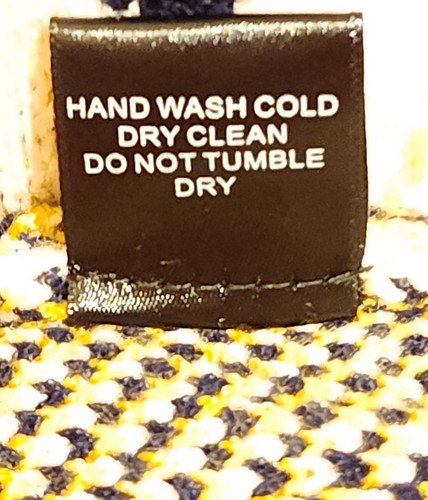 HAND WASH COLD
DRY CLEAN
DO NOT TUMBLE
DRY